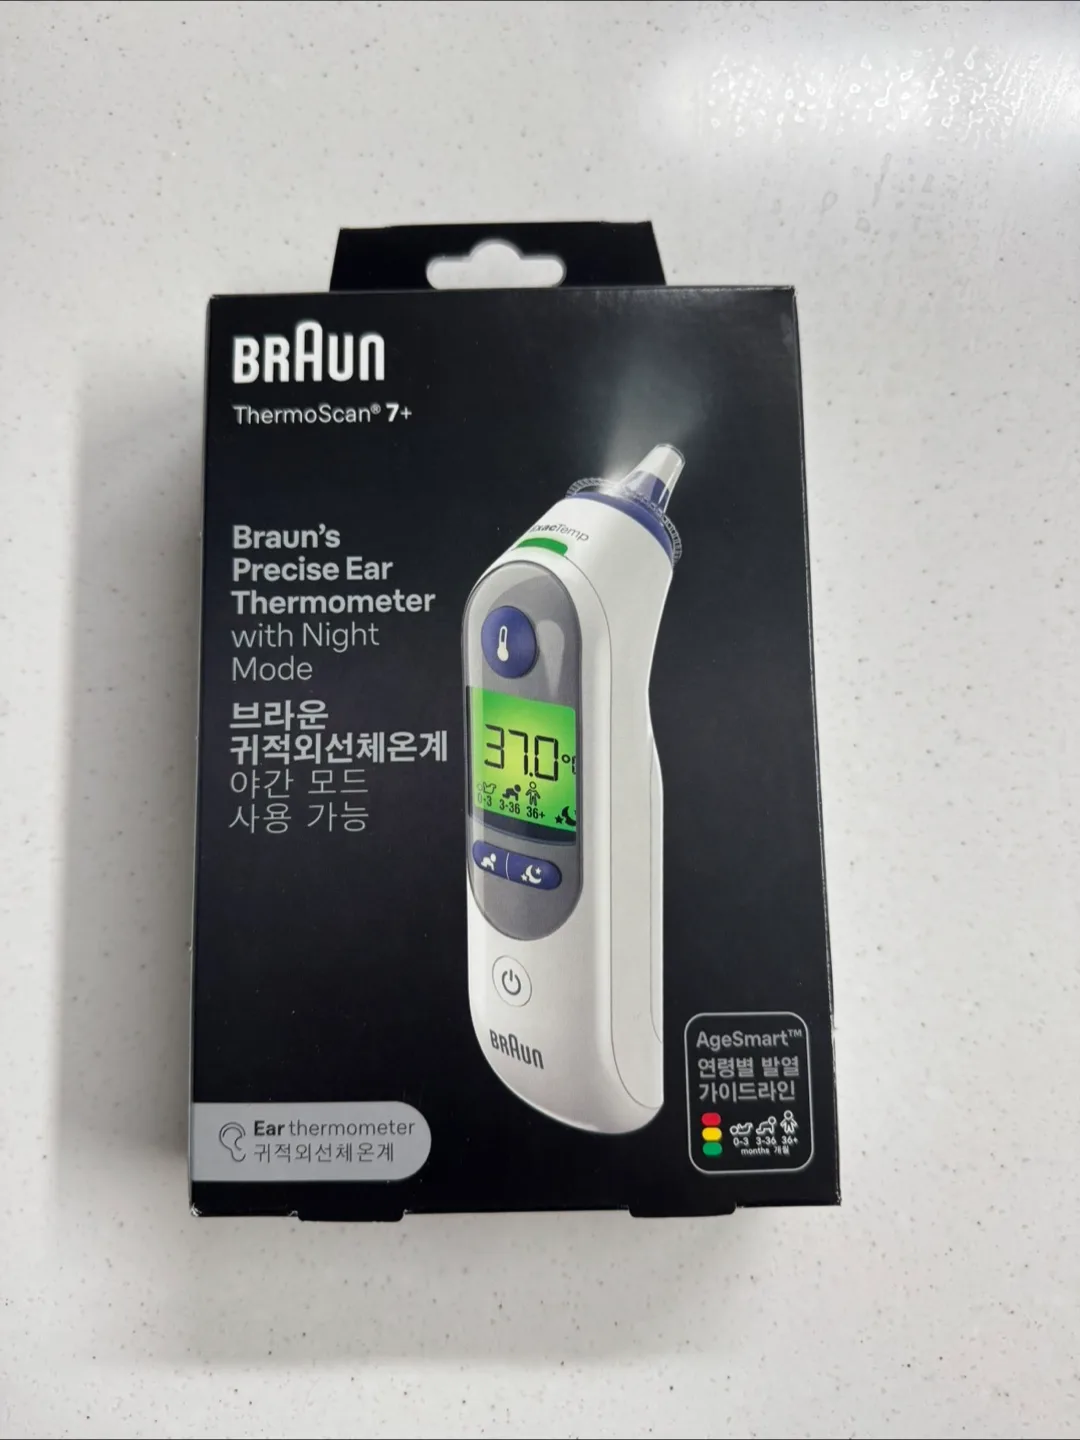 BRAUN
ThermoScan® 7+
Braun's
Precise Ear
Thermometer
with Night
Mode
브라운
귀적외선체온계
야간 모드
사용 가능
ExacTemp
37.0°
0-3 3-36 36+
BRAUN
AgeSmart™
연령별 발열
가이드라인
0-3 3-36 36+
months 개월
Ear thermometer
귀적외선체온계